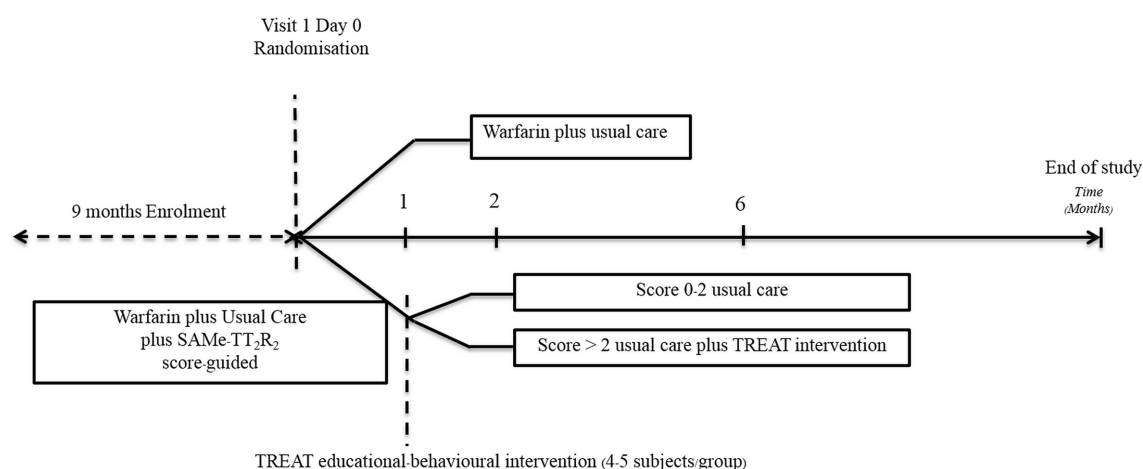 Visit 1 Day 0
Randomisation
Warfarin plus usual care
End of study
Time
(Months)
9 months Enrolment
1
2
6
Score 0-2 usual care
Warfarin plus Usual Care
plus SAMe-TT₂R₂
score-guided
Score > 2 usual care plus TREAT intervention
TREAT educational-behavioural intervention (4-5 subjects/group)